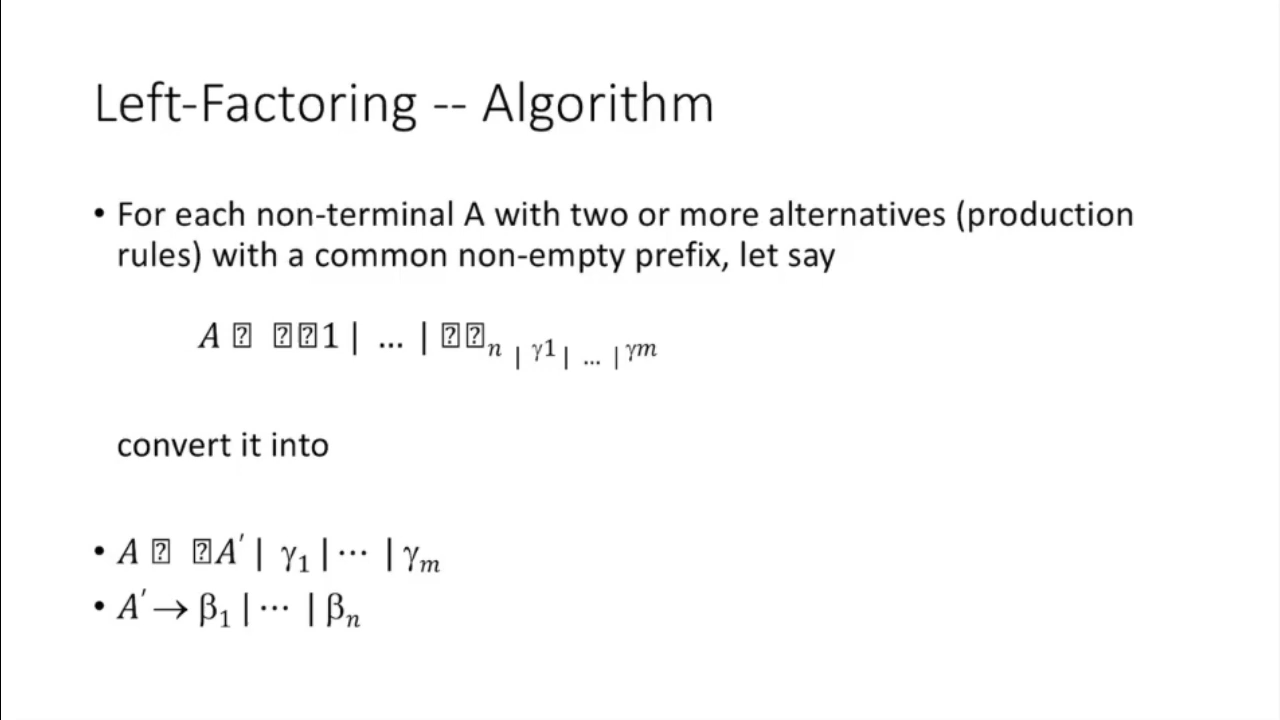 Left-Factoring -- Algorithm
• For each non-terminal A with two or more alternatives (production
rules) with a common non-empty prefix, let say
A ⍰ ⍰⍰1 | … | ⍰⍰ₙ | γ1 | … | γm
convert it into
• A ⍰ ⍰A′ | γ₁ | ⋯ | γₘ
• A′ → β₁ | ⋯ | βₙ